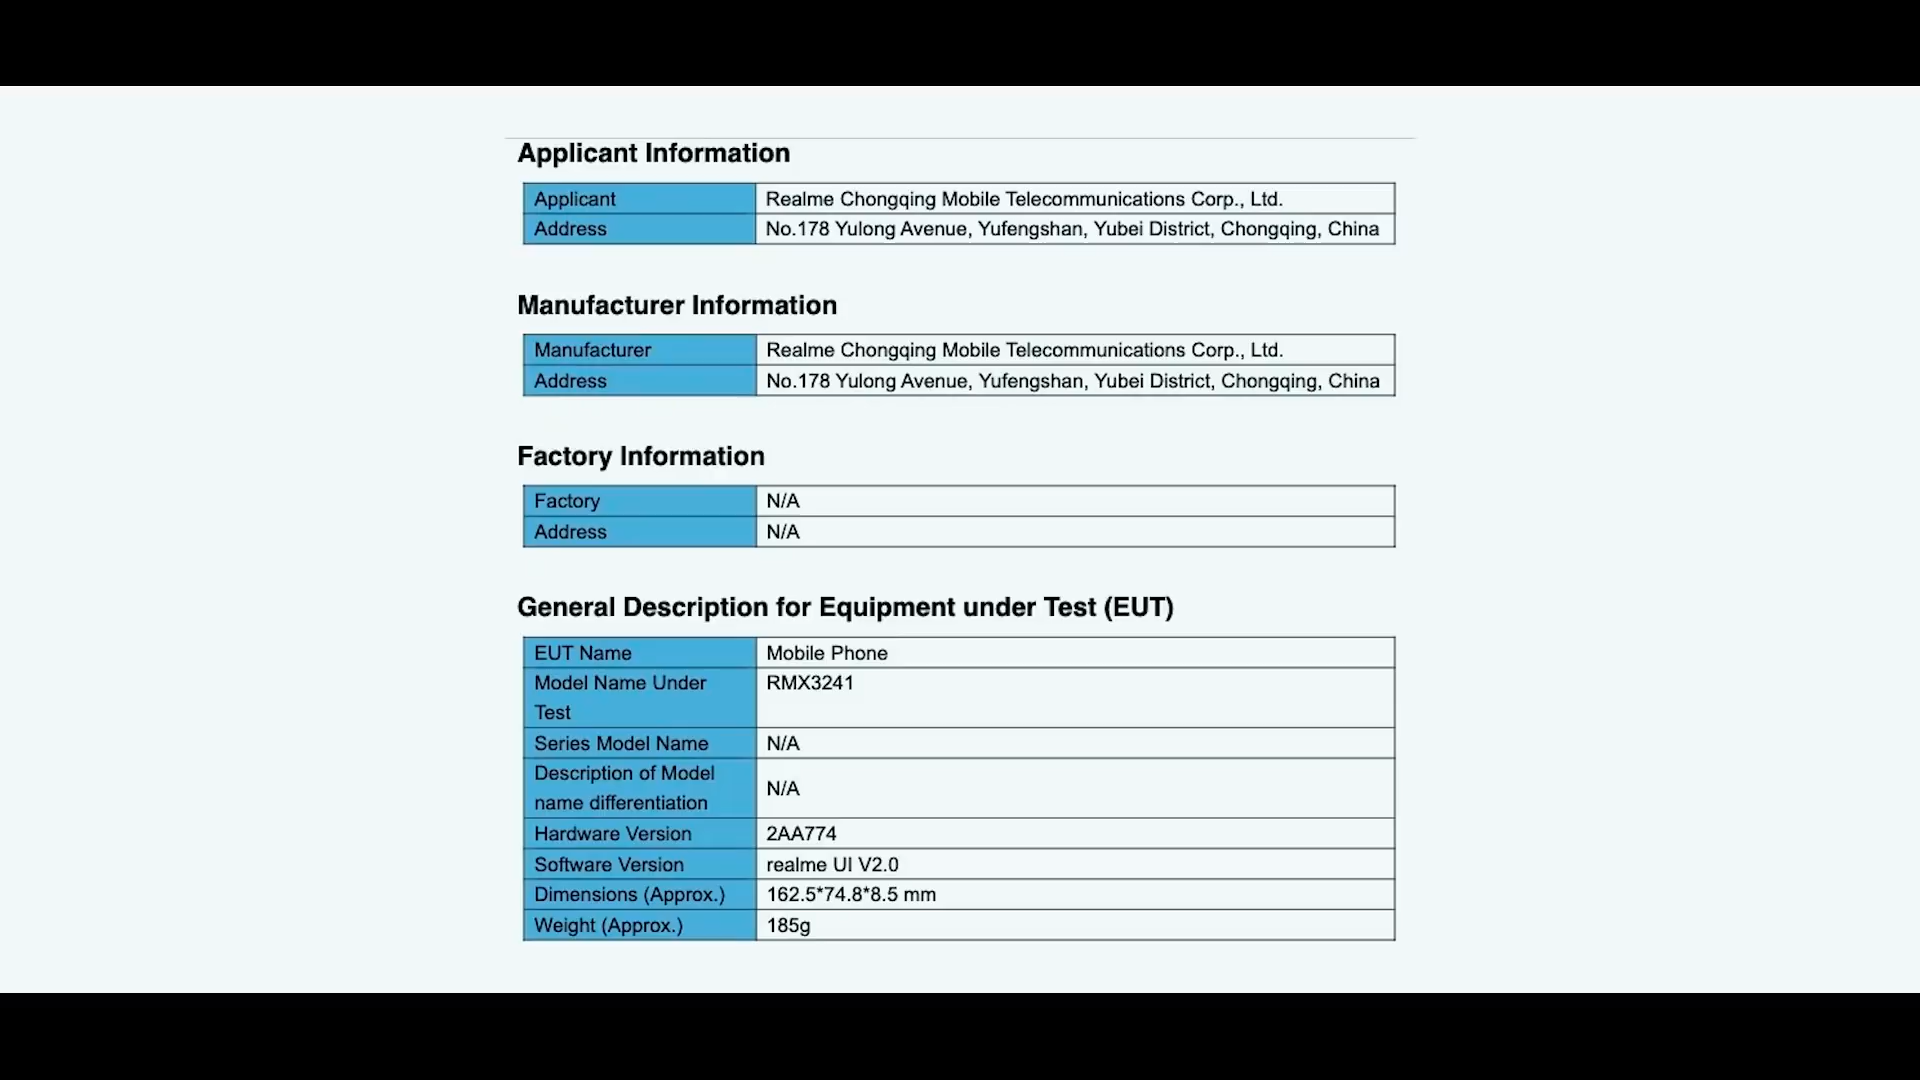 Applicant Information
Applicant Realme Chongqing Mobile Telecommunications Corp., Ltd.
Address No.178 Yulong Avenue, Yufengshan, Yubei District, Chongqing, China
Manufacturer Information
Manufacturer Realme Chongqing Mobile Telecommunications Corp., Ltd.
Address No.178 Yulong Avenue, Yufengshan, Yubei District, Chongqing, China
Factory Information
Factory N/A
Address N/A
General Description for Equipment under Test (EUT)
EUT Name Mobile Phone
Model Name Under RMX3241
Test
Series Model Name N/A
Description of Model
name differentiation N/A
Hardware Version 2AA774
Software Version realme UI V2.0
Dimensions (Approx.) 162.5*74.8*8.5 mm
Weight (Approx.) 185g